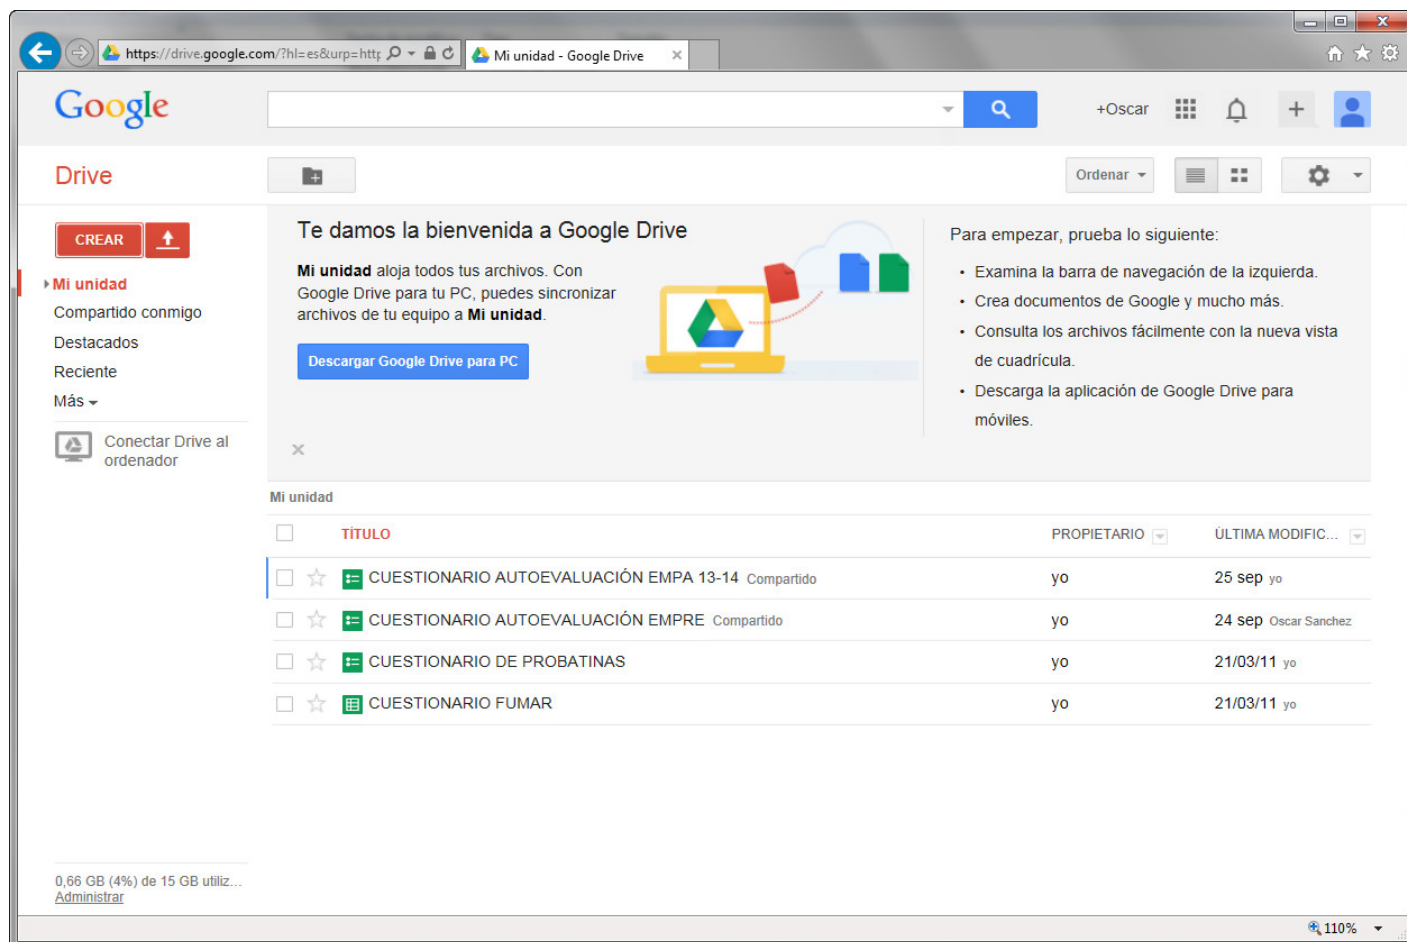 https://drive.google.com/?hl=es&urp=http
Mi unidad - Google Drive
Google
+Oscar
Drive
Ordenar
CREAR
Mi unidad
Compartido conmigo
Destacados
Reciente
Más
Conectar Drive al
ordenador
Te damos la bienvenida a Google Drive
Mi unidad aloja todos tus archivos. Con
Google Drive para tu PC, puedes sincronizar
archivos de tu equipo a Mi unidad.
Descargar Google Drive para PC
Para empezar, prueba lo siguiente:
• Examina la barra de navegación de la izquierda.
• Crea documentos de Google y mucho más.
• Consulta los archivos fácilmente con la nueva vista
de cuadrícula.
• Descarga la aplicación de Google Drive para
móviles.
Mi unidad
TÍTULO PROPIETARIO ÚLTIMA MODIFIC...
CUESTIONARIO AUTOEVALUACIÓN EMPA 13-14 Compartido yo 25 sep yo
CUESTIONARIO AUTOEVALUACIÓN EMPRE Compartido yo 24 sep Oscar Sanchez
CUESTIONARIO DE PROBATINAS yo 21/03/11 yo
CUESTIONARIO FUMAR yo 21/03/11 yo
0,66 GB (4%) de 15 GB utiliz...
Administrar
110%